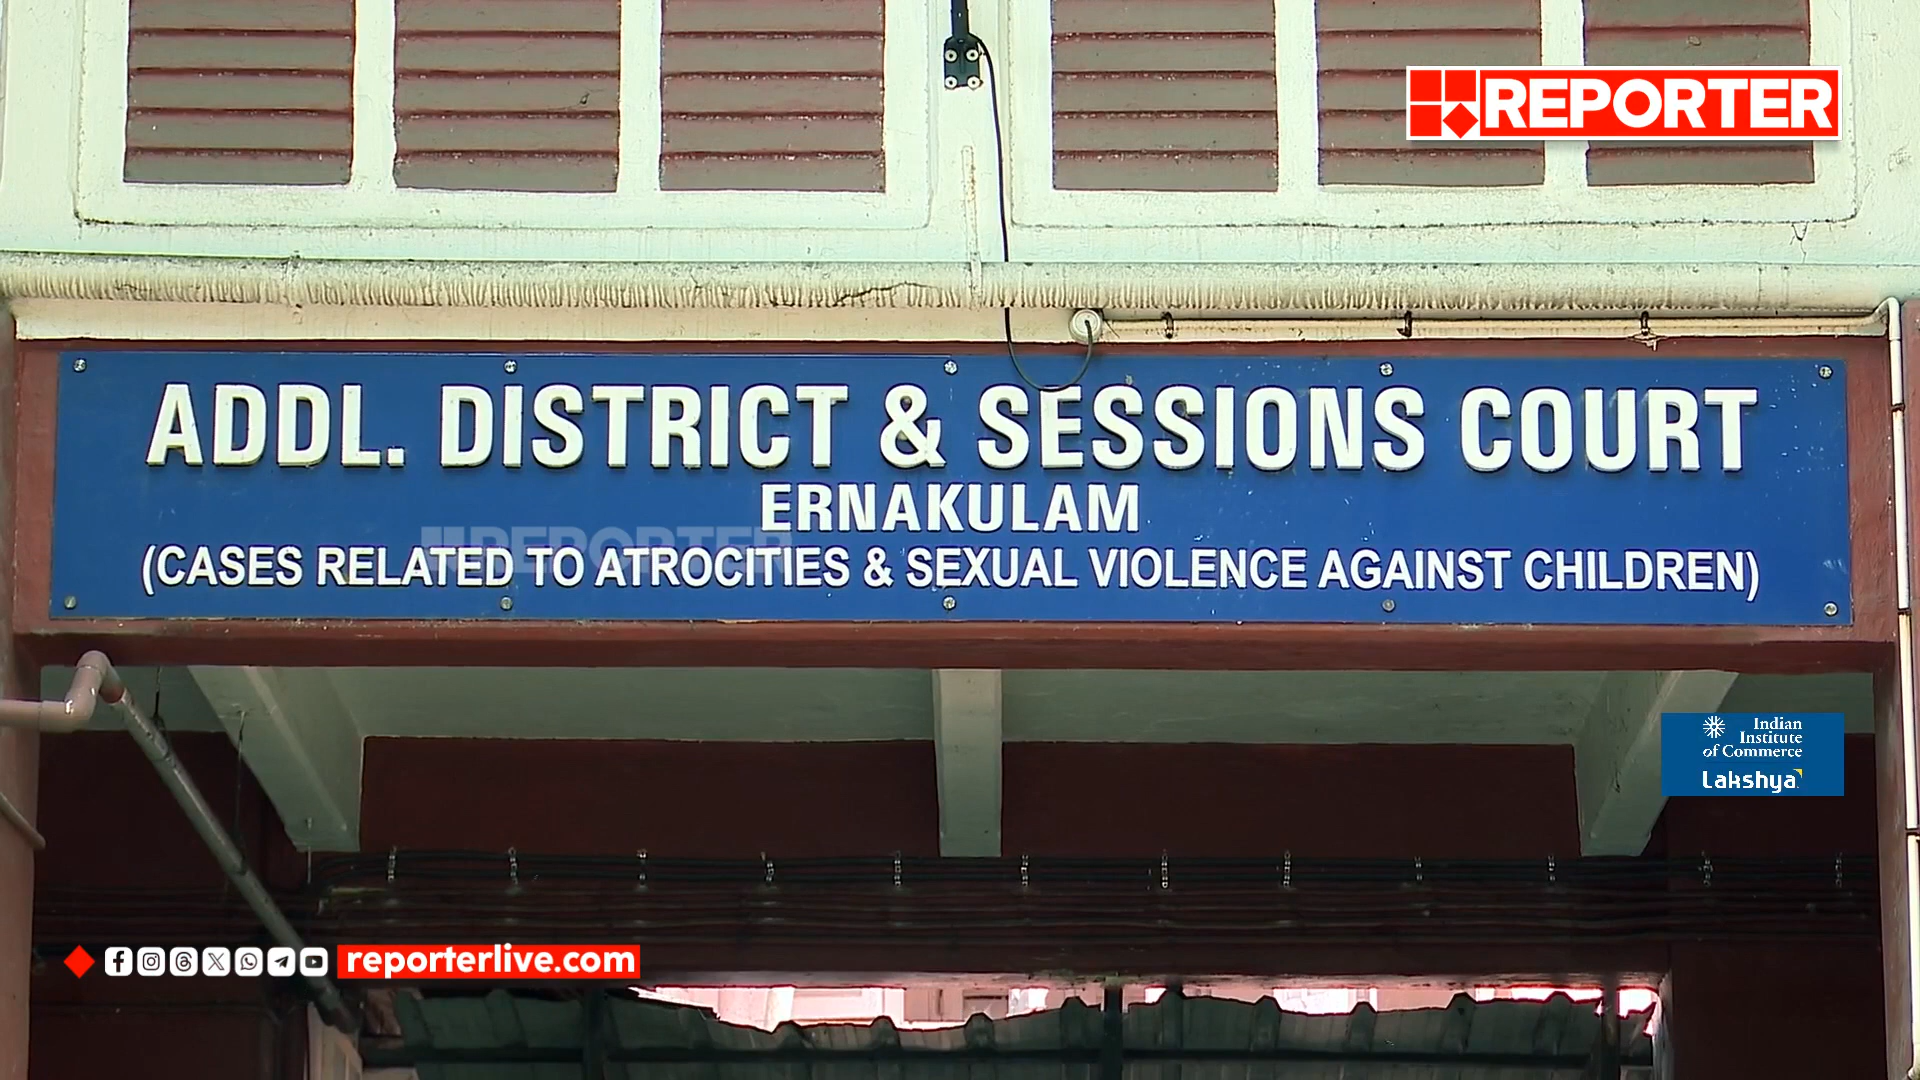 REPORTER
ADDL. DISTRICT & SESSIONS COURT
ERNAKULAM
REPORTER
(CASES RELATED TO ATROCITIES & SEXUAL VIOLENCE AGAINST CHILDREN)
Indian
Institute
of Commerce
Lakshya
reporterlive.com